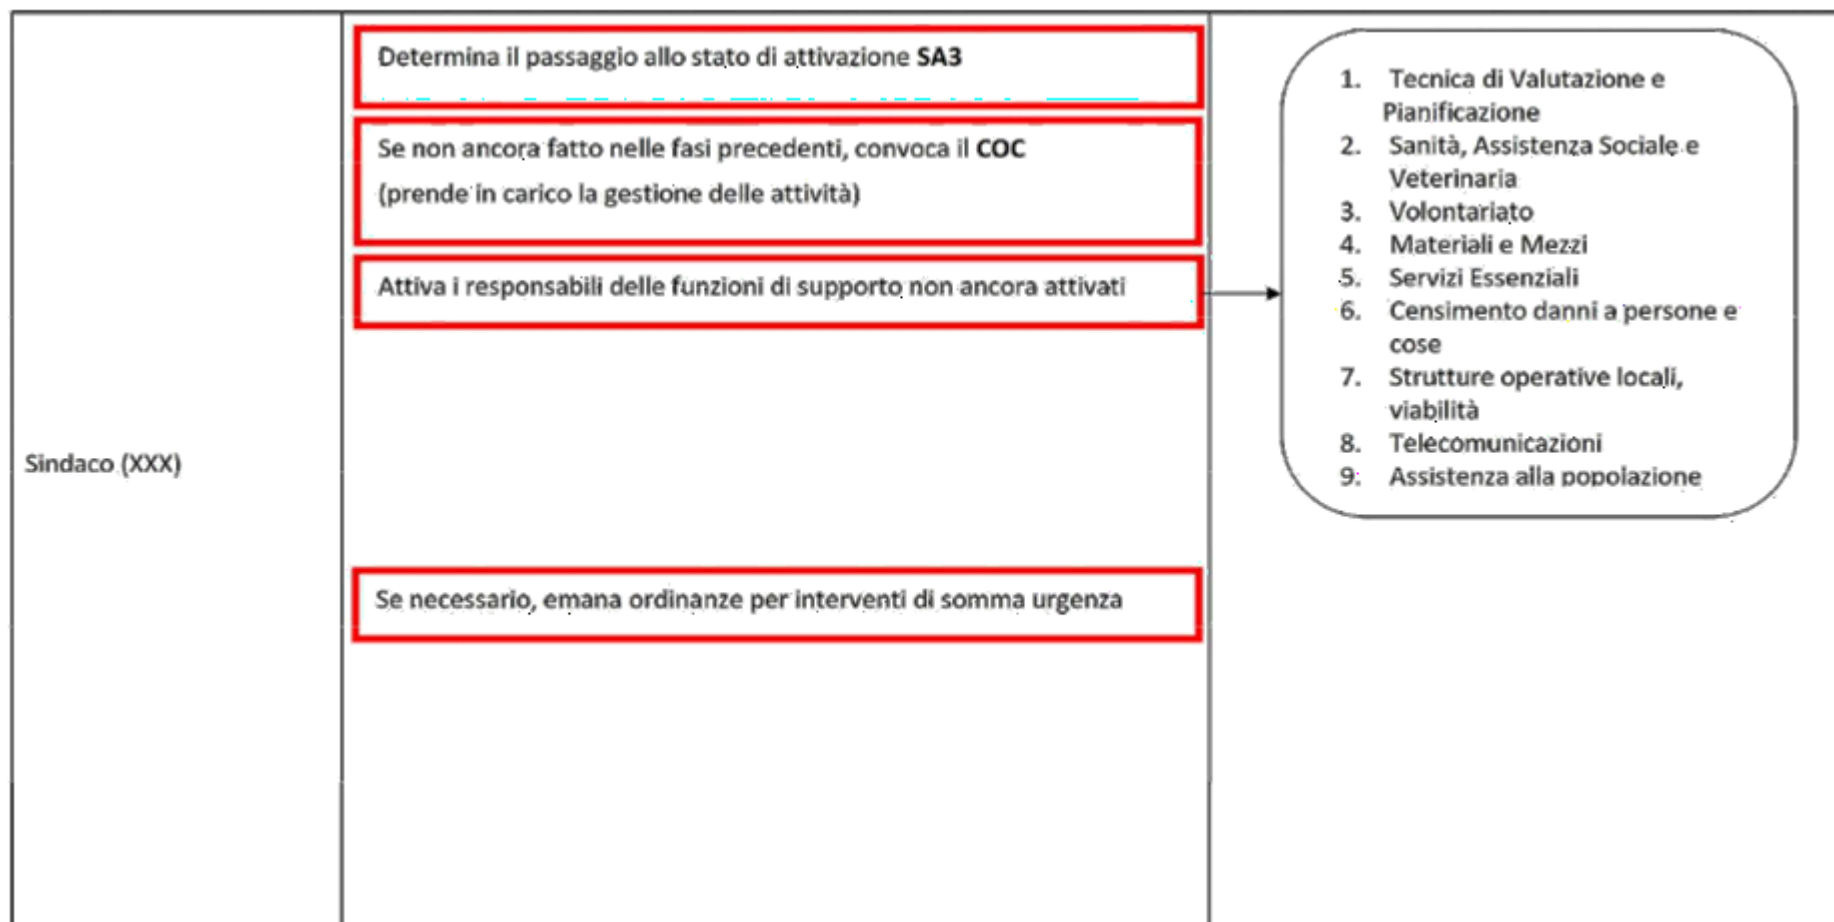 Determina il passaggio allo stato di attivazione SA3
Se non ancora fatto nelle fasi precedenti, convoca il COC
(prende in carico la gestione delle attività)
Attiva i responsabili delle funzioni di supporto non ancora attivati
1. Tecnica di Valutazione e
Pianificazione
2. Sanità, Assistenza Sociale e
Veterinaria
3. Volontariato
4. Materiali e Mezzi
5. Servizi Essenziali
6. Censimento danni a persone e
cose
7. Strutture operative locali,
viabilità
8. Telecomunicazioni
9. Assistenza alla popolazione
Sindaco (XXX)
Se necessario, emana ordinanze per interventi di somma urgenza